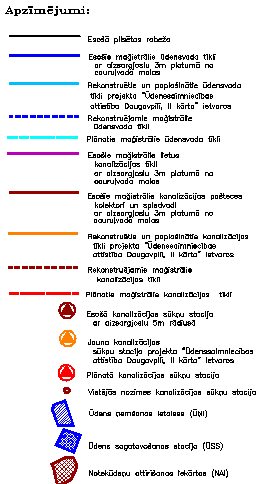 Apzīmējumi:
Esošā pilsētas robeža
Esošie maģistrālie ūdensvada tīkli
ar aizsargjoslu 3m platumā no
cauruļvada malas
Rekonstruētie un paplašinātie ūdensvada
tīkli projekta "Ūdenssaimniecības
attīstība Daugavpilī, II kārta" ietvaros
Rekonstruējamie maģistrālie
ūdensvada tīkli
Plānotie maģistrālie ūdensvada tīkli
Esošie maģistrālie lietus
kanalizācijas tīkli
ar aizsargjoslu 3m platumā no
cauruļvada malas
Esošie maģistrālie kanalizācijas pašteces
kolektori un spiedvadi
ar aizsargjoslu 3m platumā no
cauruļvada malas
Rekonstruētie un paplašinātie kanalizācijas
tīkli projekta "Ūdenssaimniecības
attīstība Daugavpilī, II kārta" ietvaros
Rekonstruējamie maģistrālie
kanalizācijas tīkli
Plānotie maģistrālie kanalizācijas tīkli
Esošā kanalizācijas sūkņu stacija
ar aizsargjoslu 5m rādiusā
Jauna kanalizācijas
sūkņu stacija projekta "Ūdenssaimniecības
attīstība Daugavpilī, II kārta" ietvaros
Plānotā kanalizācijas sūkņu stacija
Vietējās nozīmes kanalizācijas sūkņu stacija
Ūdens ņemšanas ietaises (ŪŅI)
Ūdens sagatavošanas stacija (ŪSS)
Notekūdeņu attīrīšanas iekārtas (NAI)